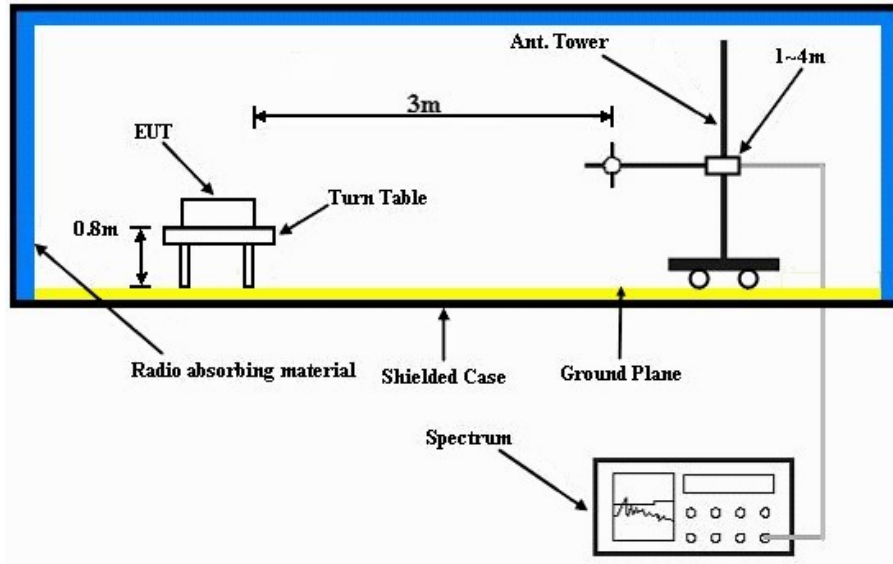 Ant. Tower
1~4m
3m
EUT
Turn Table
0.8m
Radio absorbing material
Shielded Case
Ground Plane
Spectrum